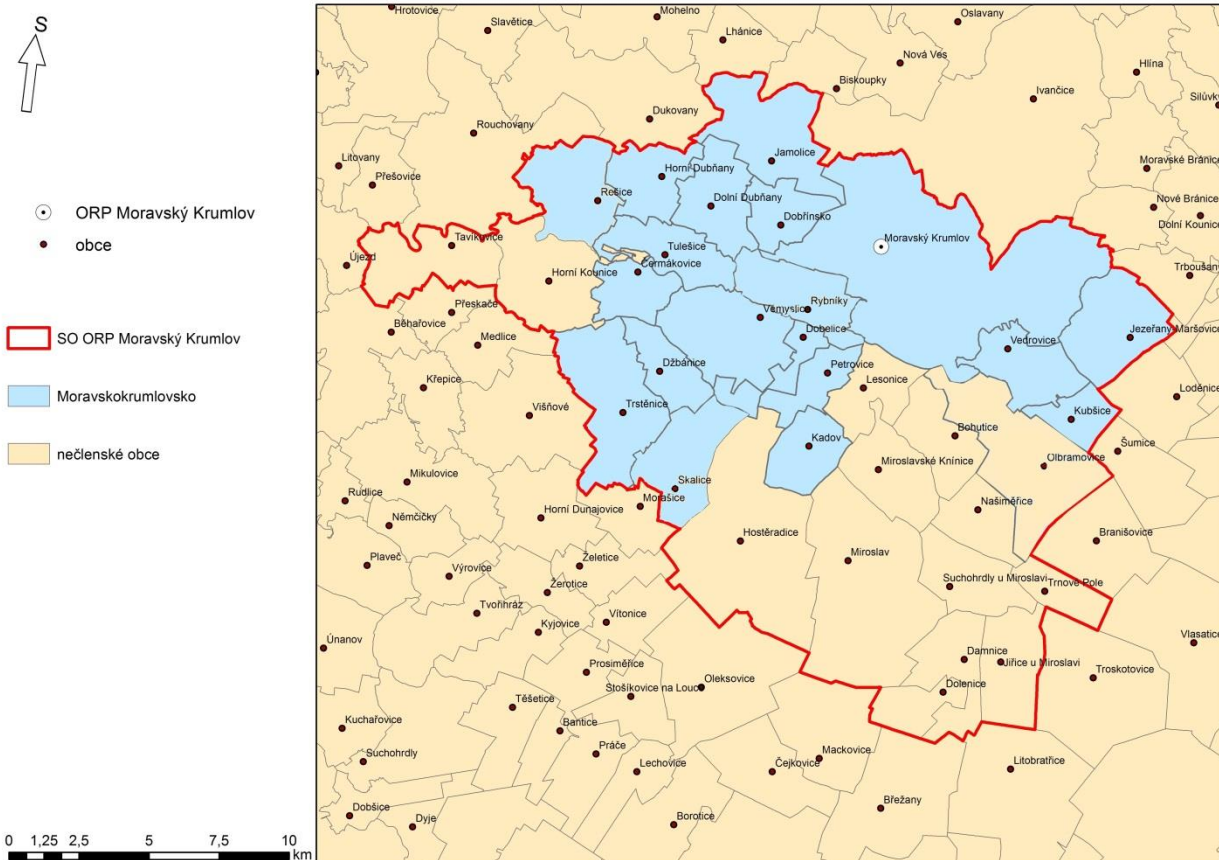 S
ORP Moravský Krumlov
obce
SO ORP Moravský Krumlov
Moravskokrumlovsko
nečlenské obce
0 1,25 2,5 5 7,5 10
km
Hrotovice
Slavětice
Mohelno
Lhánice
Oslavany
Nová Ves
Biskoupky
Hlína
Ivančice
Silůvky
Dukovany
Rouchovany
Litovany
Přešovice
Jamolice
Moravské Bránice
Horní Dubňany
Rešice
Dolní Dubňany
Dobřínsko
Nové Bránice
Dolní Kounice
Tavíkovice
Moravský Krumlov
Újezd
Tulešice
Čermákovice
Horní Kounice
Trboušany
Přeskače
Běhařovice
Medlice
Rybníky
Vémyslice
Dobelice
Vedrovice
Jezeřany-Maršovice
Džbánice
Petrovice
Křepice
Lesonice
Loděnice
Višňové
Trstěnice
Kubšice
Kadov
Bohutice
Šumice
Miroslavské Knínice
Olbramovice
Mikulovice
Rudlice
Skalice
Morašice
Našiměřice
Němčičky
Horní Dunajovice
Hostěradice
Branišovice
Plaveč
Výrovice
Želetice
Miroslav
Žerotice
Suchohrdly u Miroslavi
Trnové Pole
Tvořihráz
Vítonice
Kyjovice
Únanov
Vlasatice
Prosiměřice
Damnice
Jiřice u Miroslavi
Troskotovice
Oleksovice
Stošíkovice na Louce
Dolenice
Těšetice
Kuchařovice
Bantice
Práče
Suchohrdly
Lechovice
Mackovice
Čejkovice
Litobratřice
Dobšice
Dyje
Borotice
Břežany